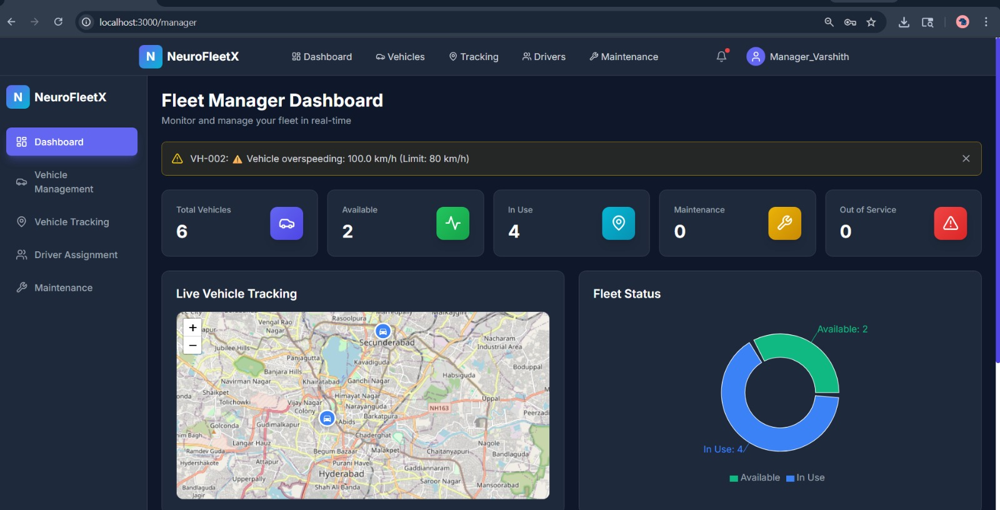 localhost:3000/manager
N NeuroFleetX
Dashboard
Vehicles
Tracking
Drivers
Maintenance
Manager_Varshith
N NeuroFleetX
Dashboard
Vehicle
Management
Vehicle Tracking
Driver Assignment
Maintenance
Fleet Manager Dashboard
Monitor and manage your fleet in real-time
VH-002: ⚠ Vehicle overspeeding: 100.0 km/h (Limit: 80 km/h)
Total Vehicles
6
Available
2
In Use
4
Maintenance
0
Out of Service
0
Live Vehicle Tracking
+
−
Rasoolpura
Vengal Rao
Nagar
Secunderabad
Nacharam
Industrial Area
Jubilee Hills
Panjagutta
Kavadiguda
Boduppal
Banjara Hills
Habsiguda
Navirman Nagar
Khairatabad
Gandhi Nagar
Shaikpet
Himayat Nagar
Tolichowki
Vijay Nagar
Colony
Narayanguda
Uppal
NH163
Barkatpura
Abids
Golconda
Gudimalkapur
Chaderghat
Langar Hauz
Nagole
Ramdev Guda
Begum Bazaar
Malakpet
Chaitanyapuri
Bandlaguda
Hydershakote
Attapur
Purani Haveli
Gaddiannaram
Hyderabad
Upperpally
Saroor Nagar
Mansoorabad
Bandlaguda
Jagir
Shah Ali Banda
Fleet Status
Available: 2
In Use: 4
Available
In Use